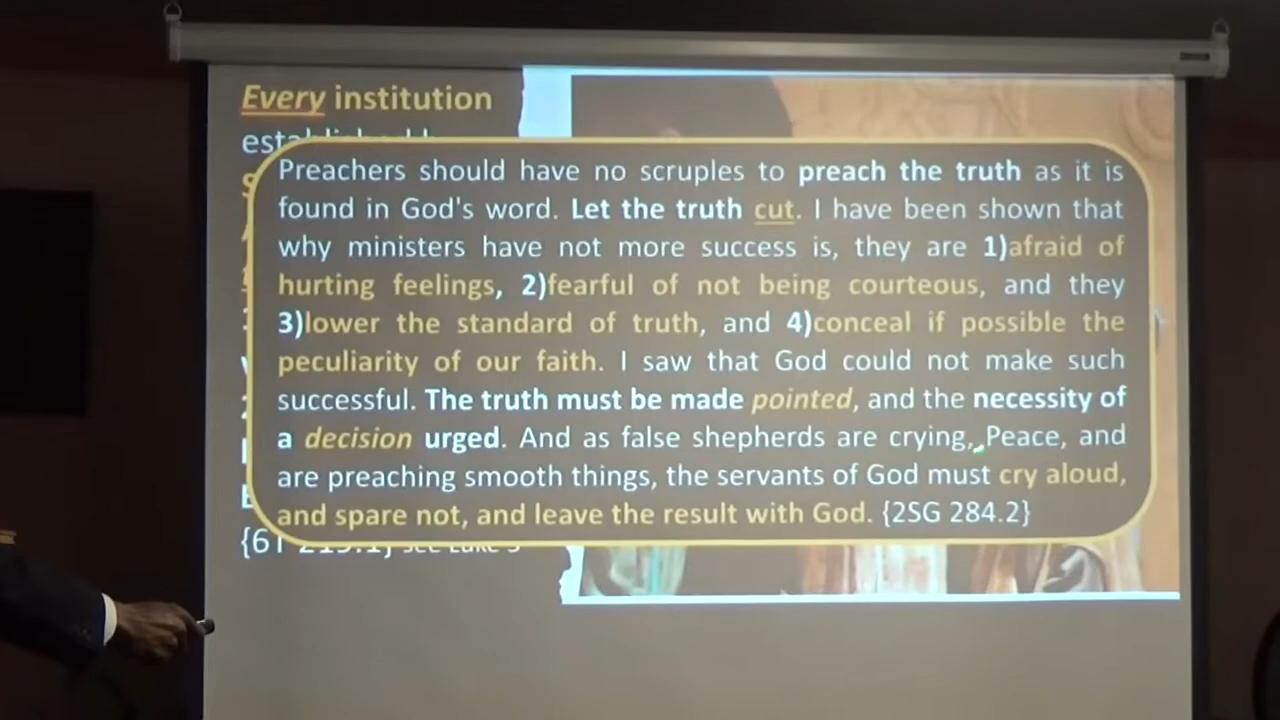 Every institution
Preachers should have no scruples to preach the truth as it is
found in God's word. Let the truth cut. I have been shown that
why ministers have not more success is, they are 1)afraid of
hurting feelings, 2)fearful of not being courteous, and they
3)lower the standard of truth, and 4)conceal if possible the
peculiarity of our faith. I saw that God could not make such
successful. The truth must be made pointed, and the necessity of
a decision urged. And as false shepherds are crying, Peace, and
are preaching smooth things, the servants of God must cry aloud,
and spare not, and leave the result with God. {2SG 284.2}